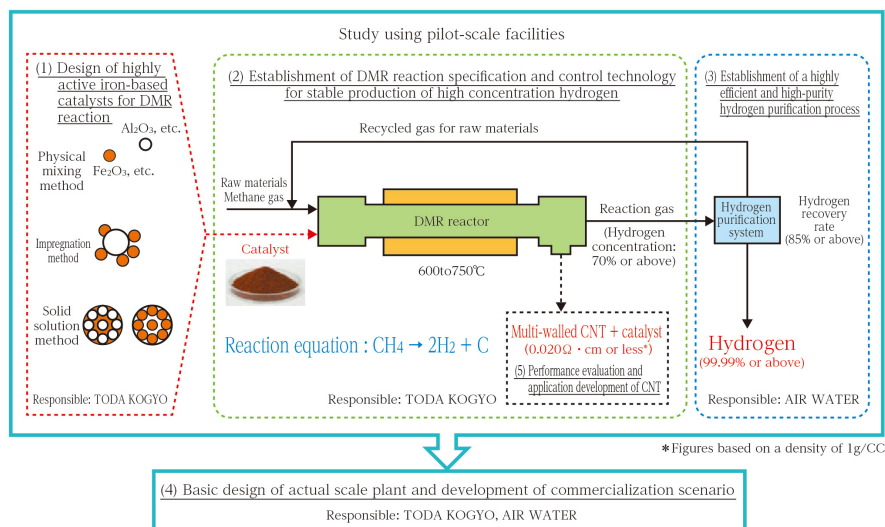 Study using pilot-scale facilities
(1) Design of highly
active iron-based
catalysts for DMR
reaction
Al₂O₃, etc.
Physical
mixing
method
Fe₂O₃, etc.
Impregnation
method
Solid
solution
method
Responsible: TODA KOGYO
(2) Establishment of DMR reaction specification and control technology
for stable production of high concentration hydrogen
Recycled gas for raw materials
Raw materials
Methane gas
Catalyst
DMR reactor
600to750℃
Reaction gas
(Hydrogen
concentration:
70% or above)
Reaction equation : CH4 → 2H2 + C
Multi-walled CNT + catalyst
(0.020Ω・cm or less*)
(5) Performance evaluation and
application development of CNT
Responsible: TODA KOGYO
(3) Establishment of a highly
efficient and high-purity
hydrogen purification process
Hydrogen
purification
system
Hydrogen
recovery
rate
(85% or above)
Hydrogen
(99.99% or above)
Responsible: AIR WATER
*Figures based on a density of 1g/CC
(4) Basic design of actual scale plant and development of commercialization scenario
Responsible: TODA KOGYO, AIR WATER